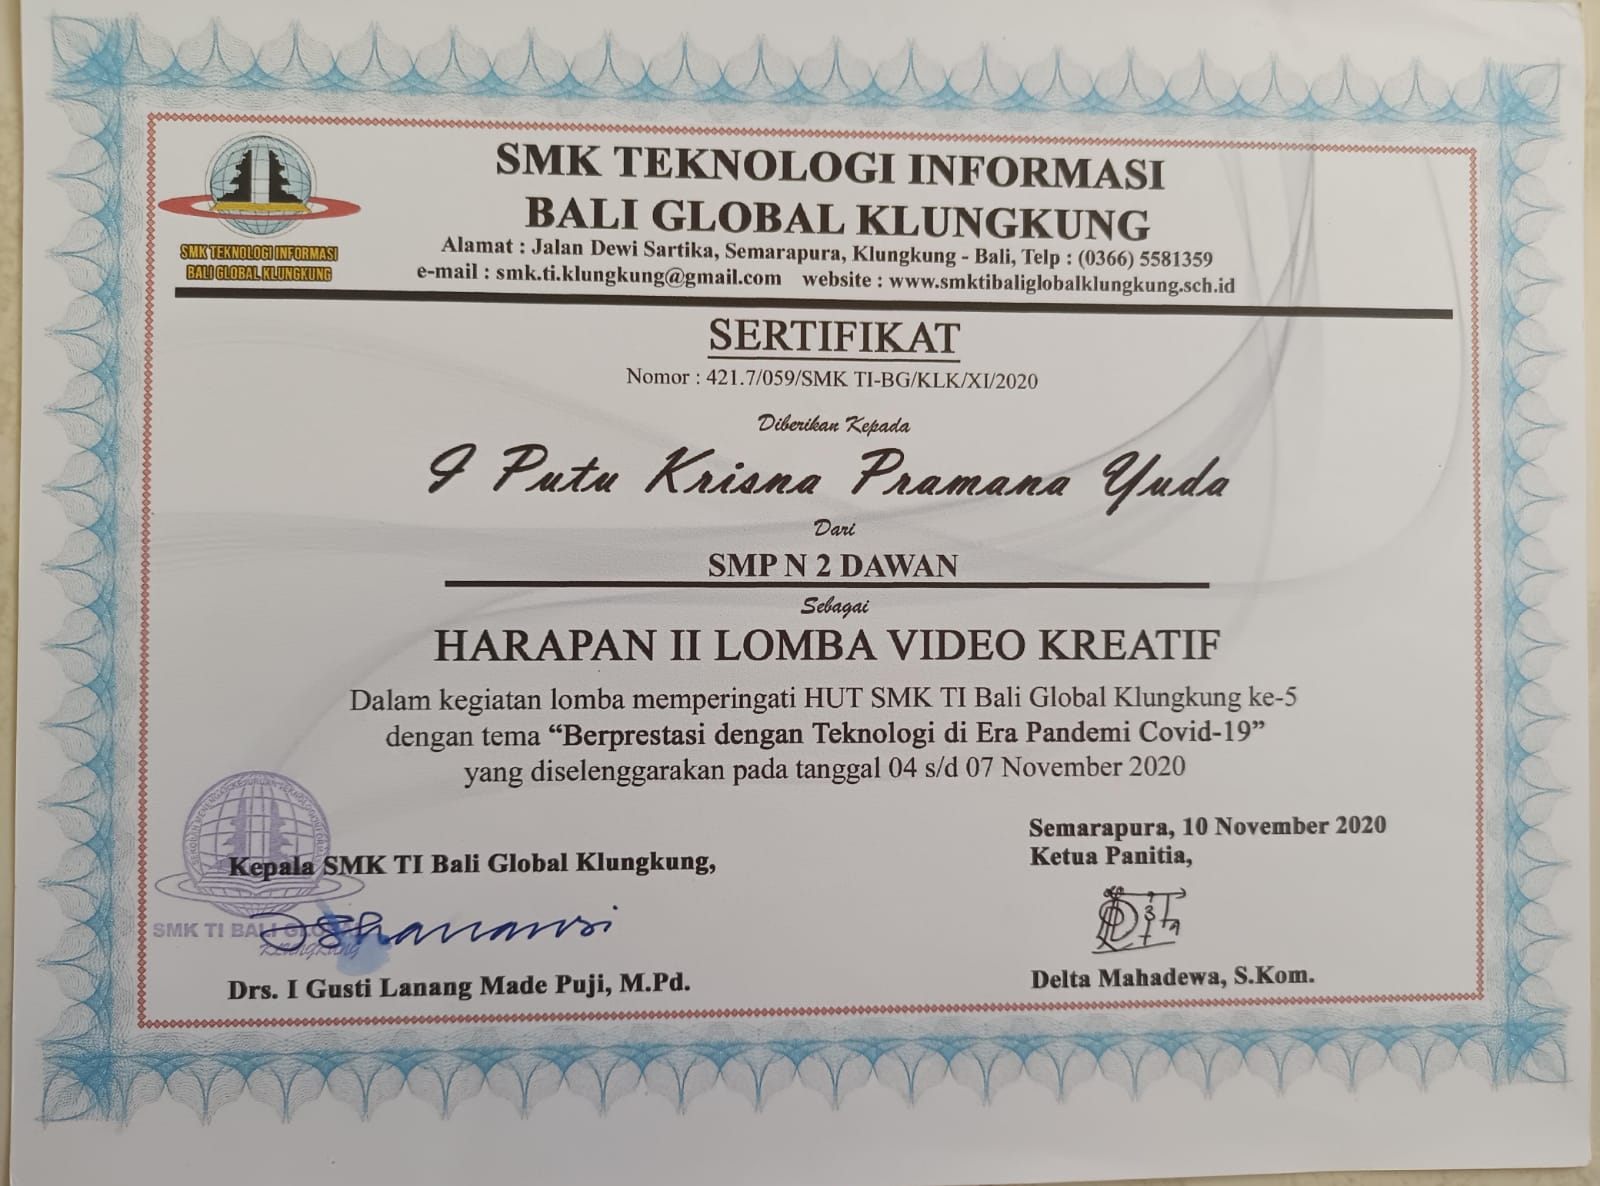 SMK TEKNOLOGI INFORMASI
BALI GLOBAL KLUNGKUNG
SMK TEKNOLOGI INFORMASI
BALI GLOBAL KLUNGKUNG
Alamat : Jalan Dewi Sartika, Semarapura, Klungkung - Bali, Telp : (0366) 5581359
e-mail : smk.ti.klungkung@gmail.com website : www.smktibaliglobalklungkung.sch.id
SERTIFIKAT
Nomor : 421.7/059/SMK TI-BG/KLK/XI/2020
Diberikan Kepada
I Putu Krisna Pramana Yuda
Dari
SMP N 2 DAWAN
Sebagai
HARAPAN II LOMBA VIDEO KREATIF
Dalam kegiatan lomba memperingati HUT SMK TI Bali Global Klungkung ke-5
dengan tema “Berprestasi dengan Teknologi di Era Pandemi Covid-19”
yang diselenggarakan pada tanggal 04 s/d 07 November 2020
Semarapura, 10 November 2020
Kepala SMK TI Bali Global Klungkung,
Ketua Panitia,
SMK TI BALI GLOBAL
Klungkung
Drs. I Gusti Lanang Made Puji, M.Pd.
Delta Mahadewa, S.Kom.